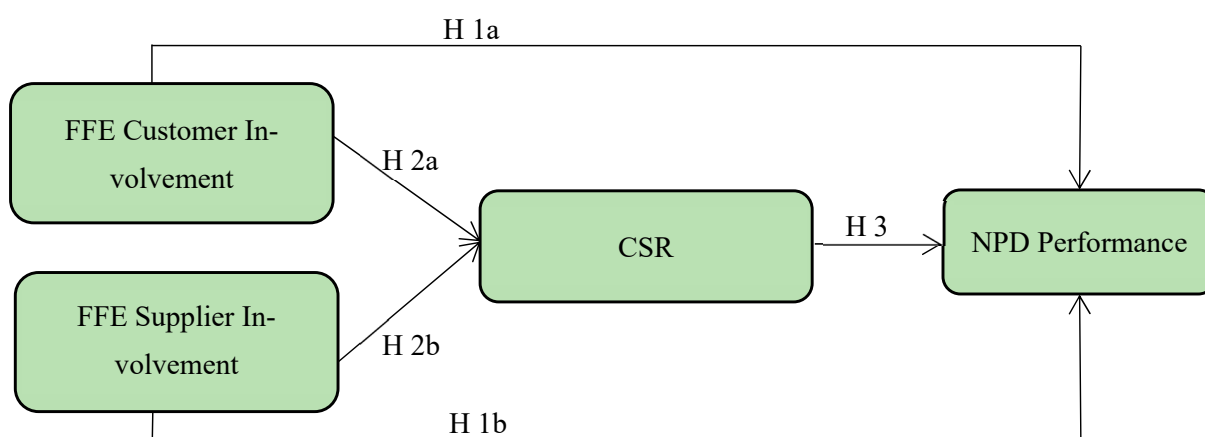 H 1a
FFE Customer In-
volvement
H 2a
CSR
H 3
NPD Performance
FFE Supplier In-
volvement
H 2b
H 1b